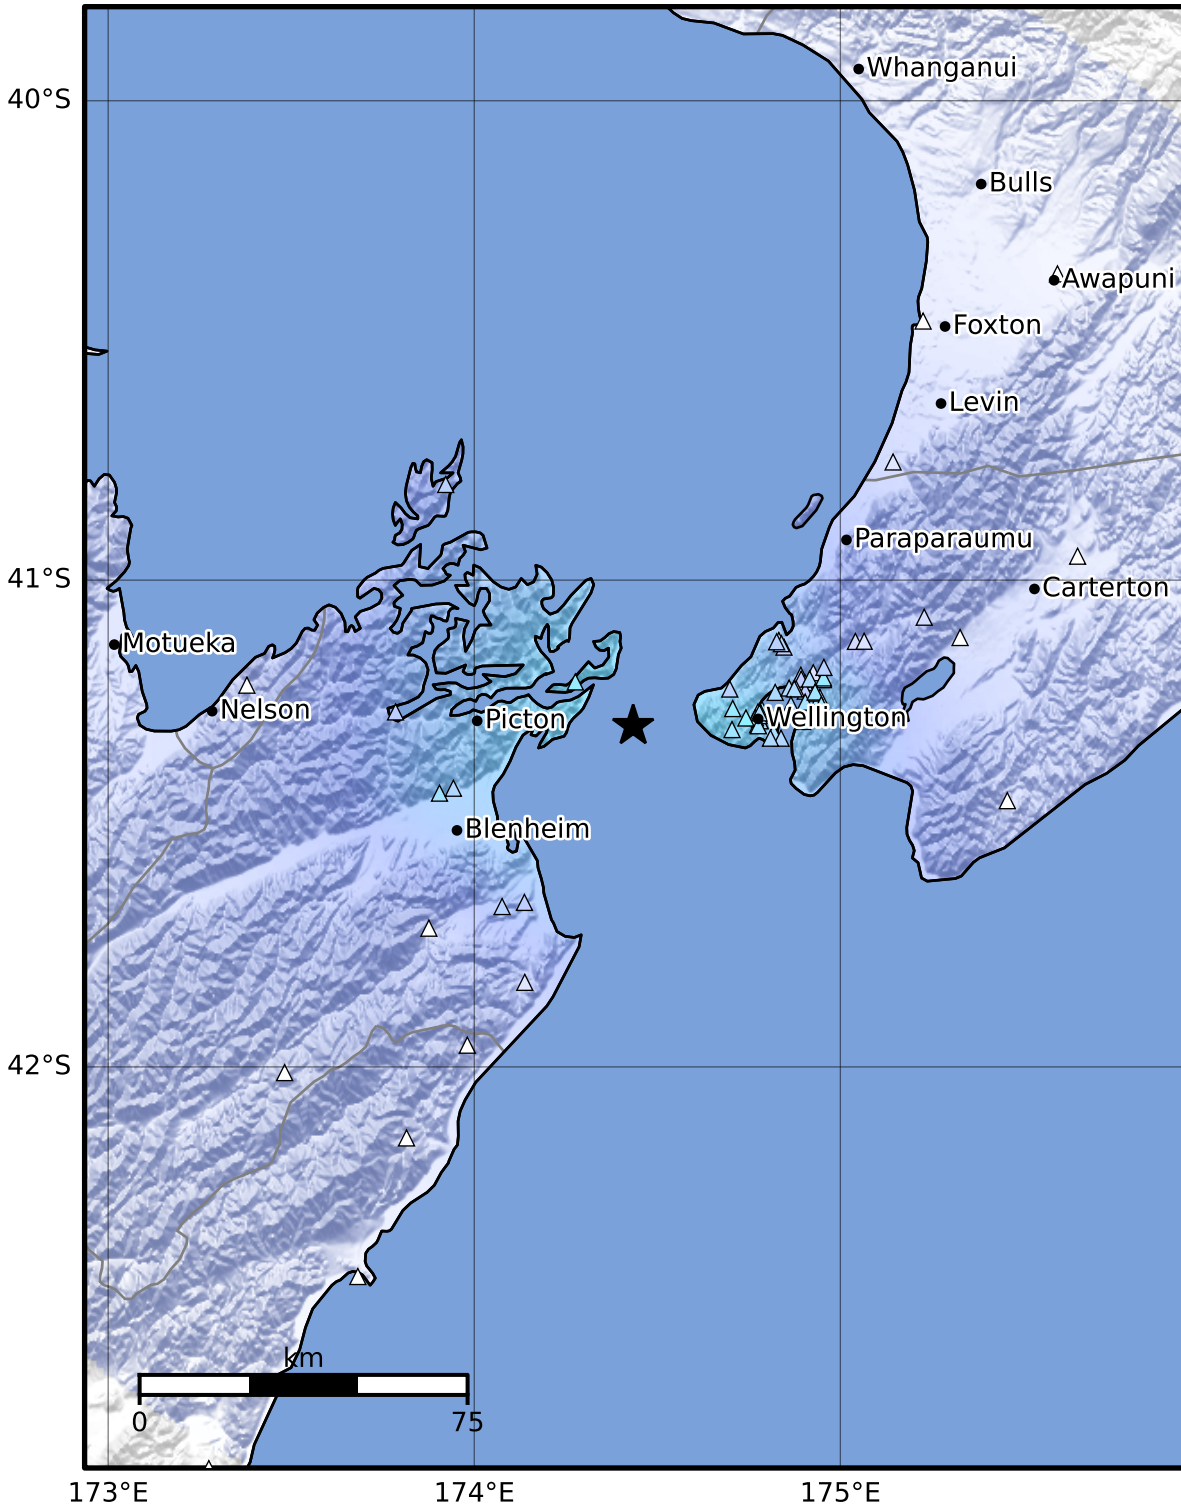 Whanganui
40°S
Bulls
Awapuni
Foxton
Levin
Paraparaumu
41°S
Carterton
Motueka
Nelson
Picton
Wellington
Blenheim
42°S
km
0
75
173°E
174°E
175°E